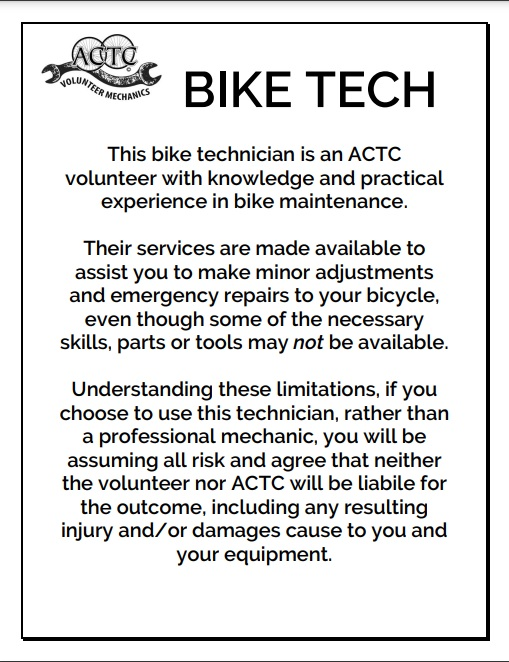 ACTC
VOLUNTEER MECHANICS
BIKE TECH
This bike technician is an ACTC
volunteer with knowledge and practical
experience in bike maintenance.
Their services are made available to
assist you to make minor adjustments
and emergency repairs to your bicycle,
even though some of the necessary
skills, parts or tools may not be available.
Understanding these limitations, if you
choose to use this technician, rather than
a professional mechanic, you will be
assuming all risk and agree that neither
the volunteer nor ACTC will be liabile for
the outcome, including any resulting
injury and/or damages cause to you and
your equipment.